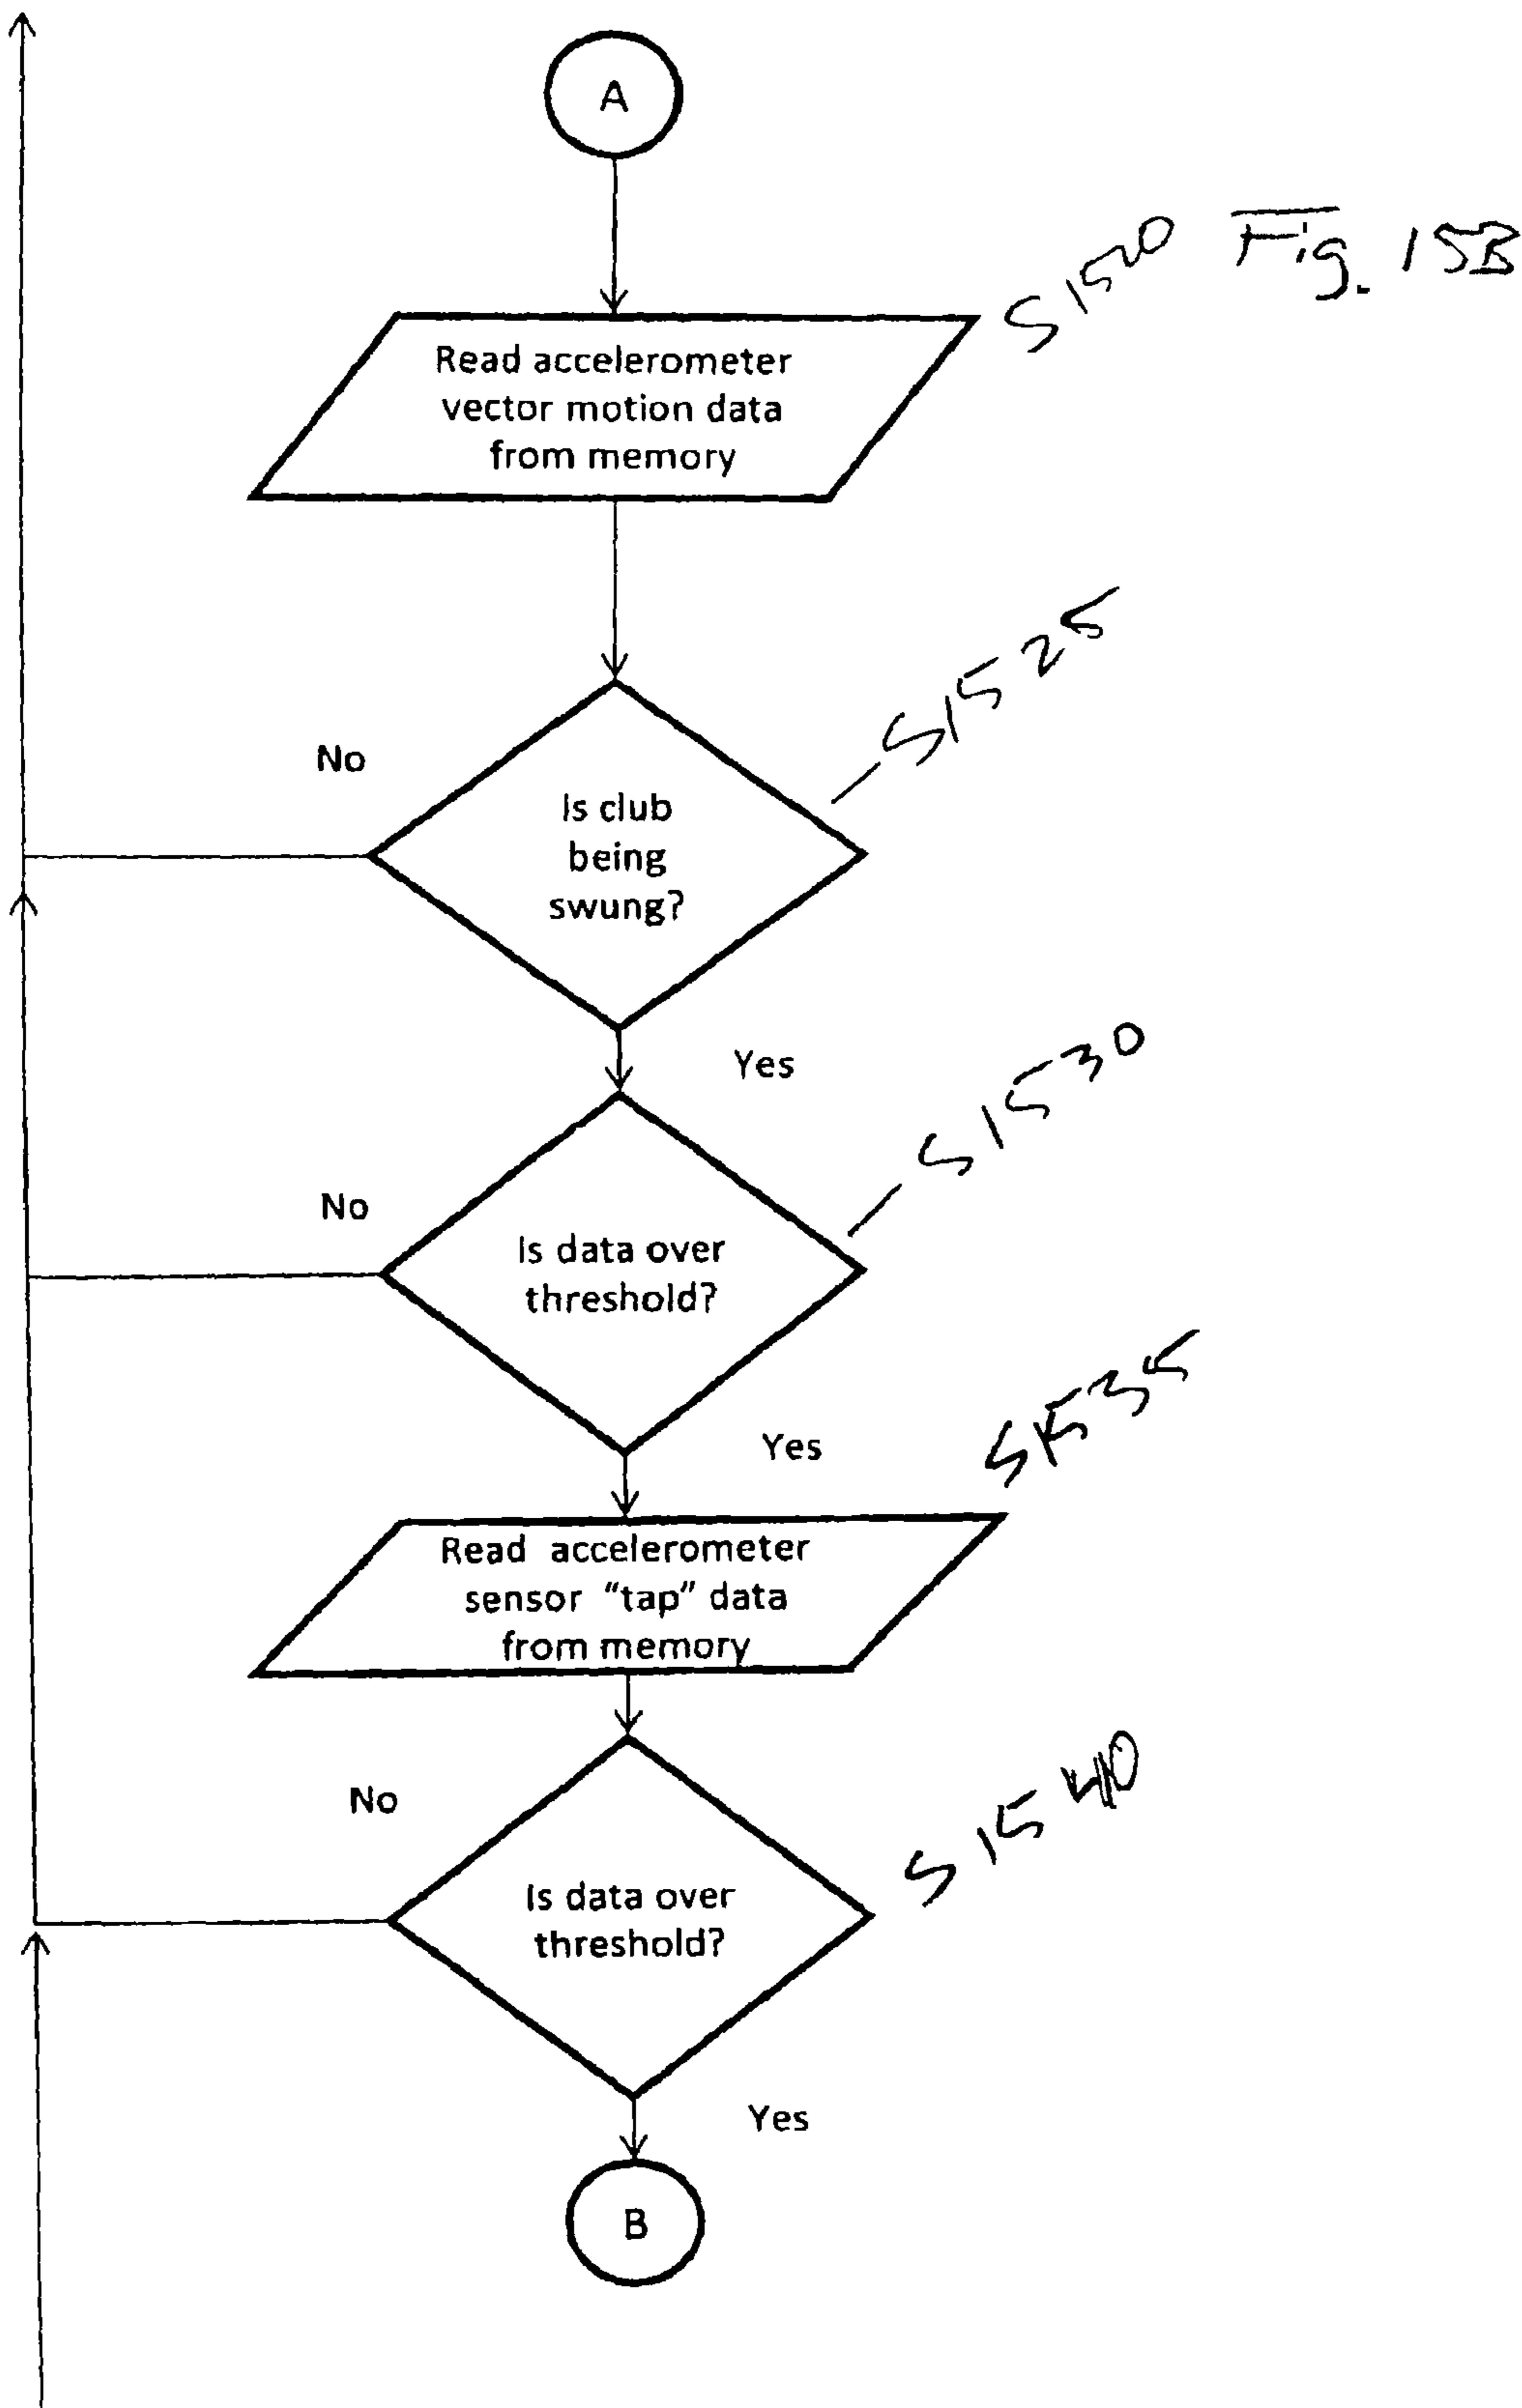 A
Fig. 15B
S1520
Read accelerometer
vector motion data
from memory
S1525
No
Is club
being
swung?
Yes
S1530
No
Is data over
threshold?
Yes
S1535
Read accelerometer
sensor “tap” data
from memory
S1540
No
Is data over
threshold?
Yes
B